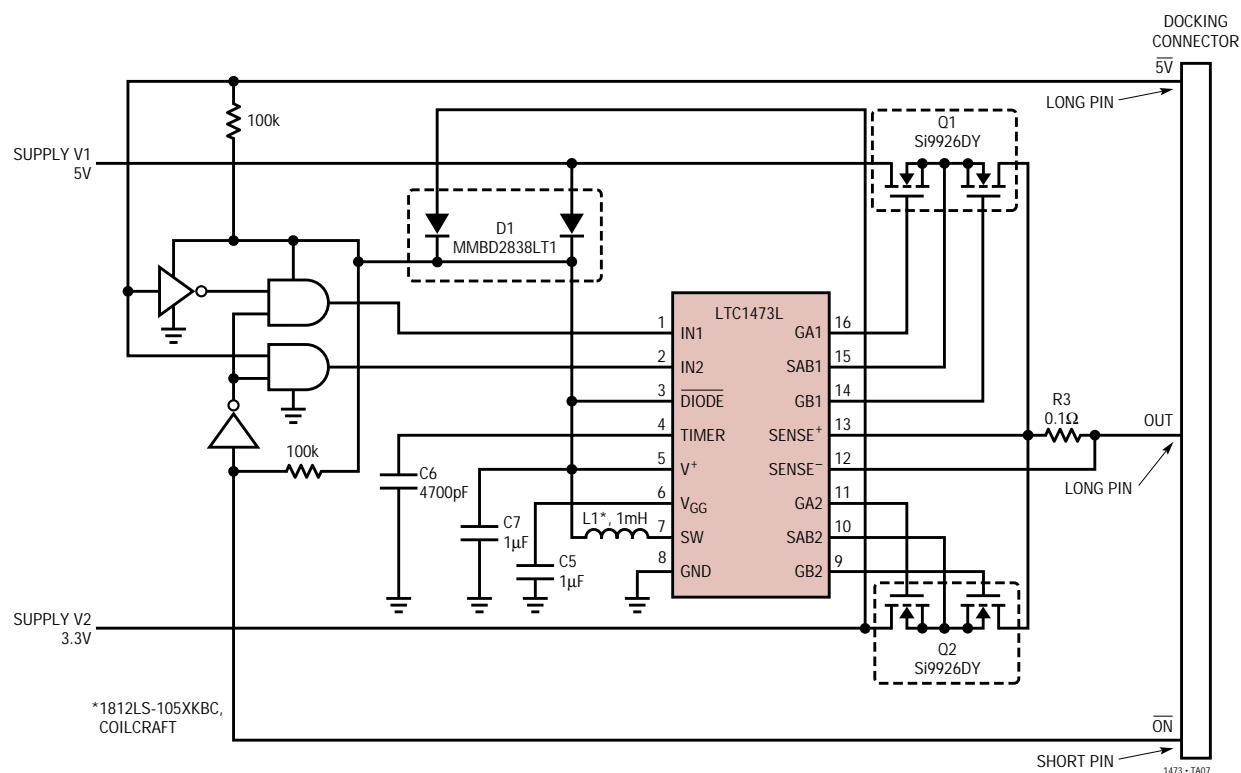 DOCKING
CONNECTOR
5V
LONG PIN
100k
SUPPLY V1
5V
Q1
Si9926DY
D1
MMBD2838LT1
LTC1473L
1 IN1
2 IN2
3 DIODE
4 TIMER
5 V+
6 VGG
7 SW
8 GND
GA1 16
SAB1 15
GB1 14
SENSE+ 13
SENSE– 12
GA2 11
SAB2 10
GB2 9
R3
0.1Ω
OUT
LONG PIN
100k
C6
4700pF
C7
1µF
L1*, 1mH
C5
1µF
SUPPLY V2
3.3V
Q2
Si9926DY
*1812LS-105XKBC,
COILCRAFT
ON
SHORT PIN
1473 • TA07